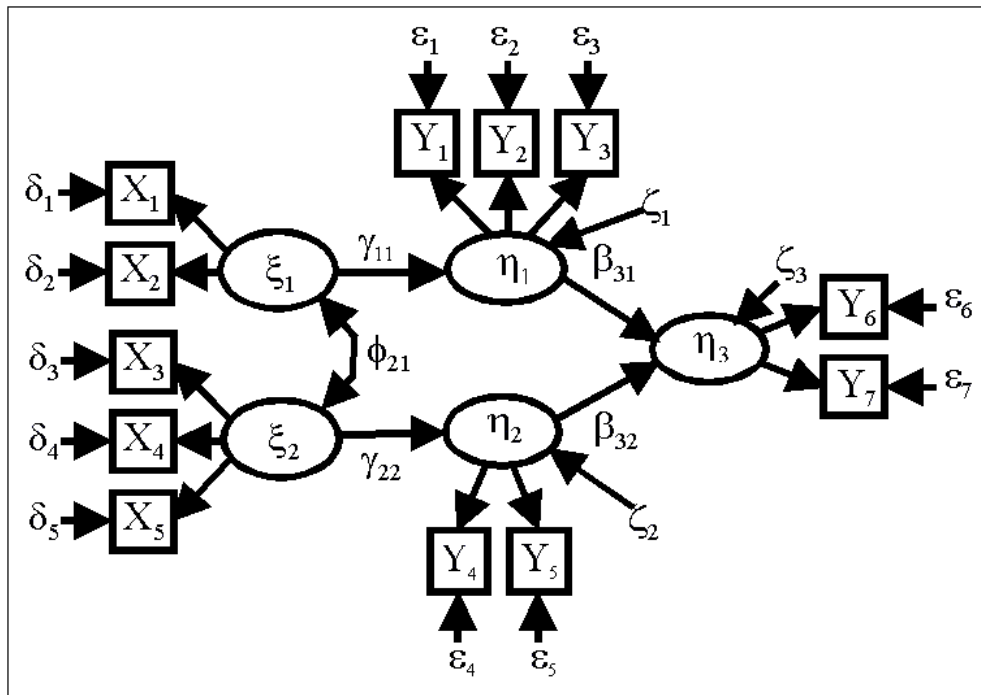 ε₁ ε₂ ε₃
Y₁ Y₂ Y₃
δ₁ X₁
ζ₁
δ₂ X₂
ξ₁
γ₁₁
η₁
β₃₁
ζ₃
Y₆ ε₆
δ₃ X₃
ϕ₂₁
η₃
Y₇ ε₇
δ₄ X₄
ξ₂
γ₂₂
η₂
β₃₂
δ₅ X₅
ζ₂
Y₄ Y₅
ε₄ ε₅